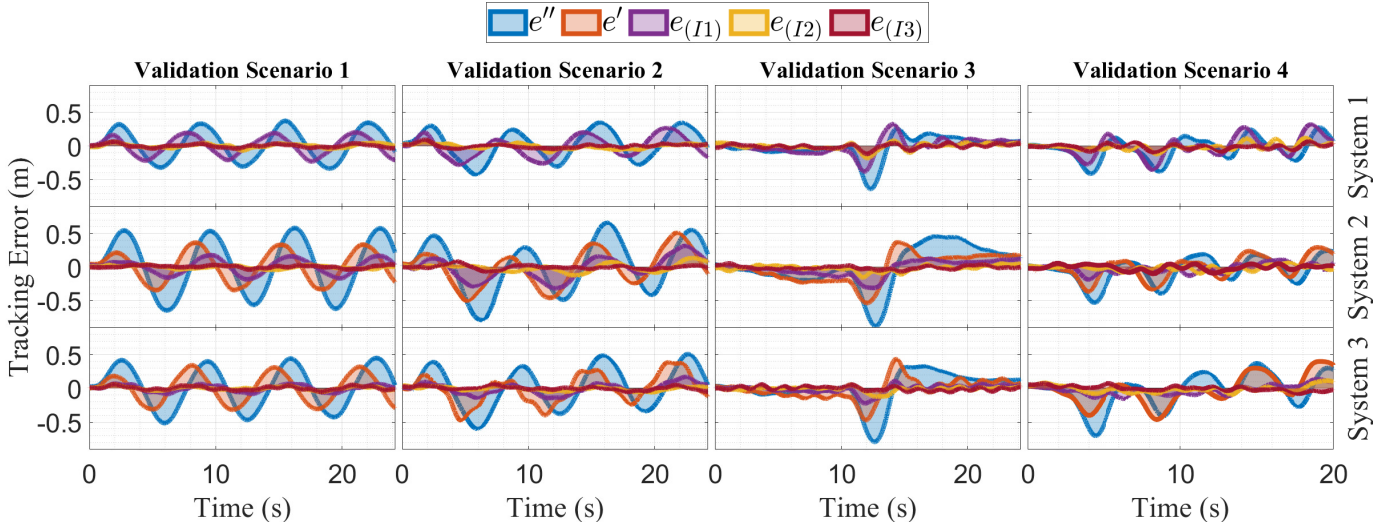 e'' e' e(I1) e(I2) e(I3)
Validation Scenario 1 Validation Scenario 2 Validation Scenario 3 Validation Scenario 4
Tracking Error (m)
0.5
0
-0.5
System 1
0.5
0
-0.5
System 2
0.5
0
-0.5
System 3
0 10 20 0 10 20 0 10 20 0 10 20
Time (s) Time (s) Time (s) Time (s)